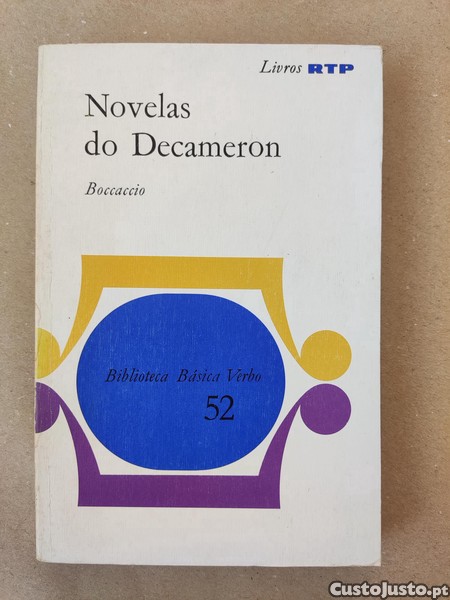 Livros RTP
Novelas
do Decameron
Boccaccio
Biblioteca Básica Verbo
52
CustoJusto.pt